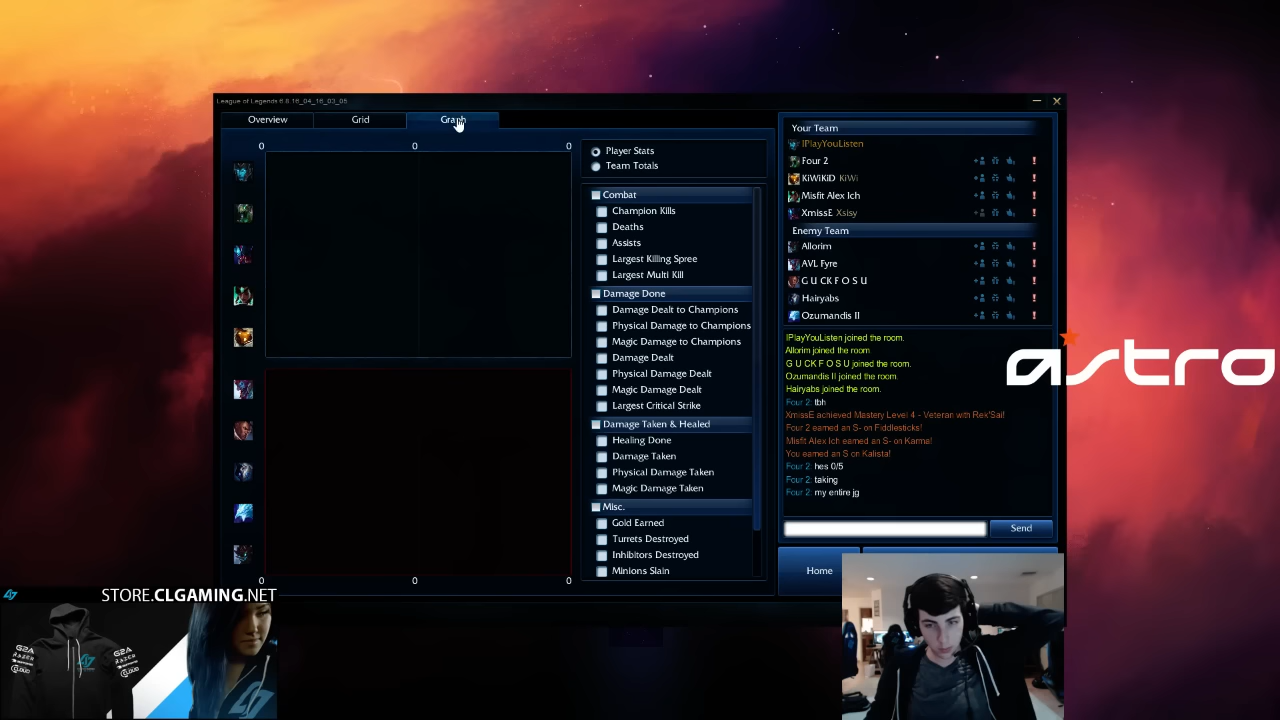 League of Legends 6.8.16_04_16_03_05
Overview
Grid
Graph
0
0
0
Player Stats
Team Totals
Combat
Champion Kills
Deaths
Assists
Largest Killing Spree
Largest Multi Kill
Damage Done
Damage Dealt to Champions
Physical Damage to Champions
Magic Damage to Champions
Damage Dealt
Physical Damage Dealt
Magic Damage Dealt
Largest Critical Strike
Damage Taken & Healed
Healing Done
Damage Taken
Physical Damage Taken
Magic Damage Taken
Misc.
Gold Earned
Turrets Destroyed
Inhibitors Destroyed
Minions Slain
0
0
0
Your Team
IPlayYouListen
Four 2
KiWiKiD KiWi
Misfit Alex Ich
XmissE Xsisy
Enemy Team
Allorim
AVL Fyre
G U CK F O S U
Hairyabs
Ozumandis II
IPlayYouListen joined the room.
Allorim joined the room
G U CK F O S U joined the room.
Ozumandis II joined the room.
Hairyabs joined the room.
Four 2: tbh
XmissE achieved Mastery Level 4 - Veteran with Rek'Sai!
Four 2 earned an S- on Fiddlesticks!
Misfit Alex Ich earned an S- on Karma!
You earned an S on Kalista!
Four 2: hes 0/5
Four 2: taking
Four 2: my entire jg
Send
Home
astro
STORE.CLGAMING.NET
G2A
RAZER
CLOUD
G2A
RAZER
CLOUD